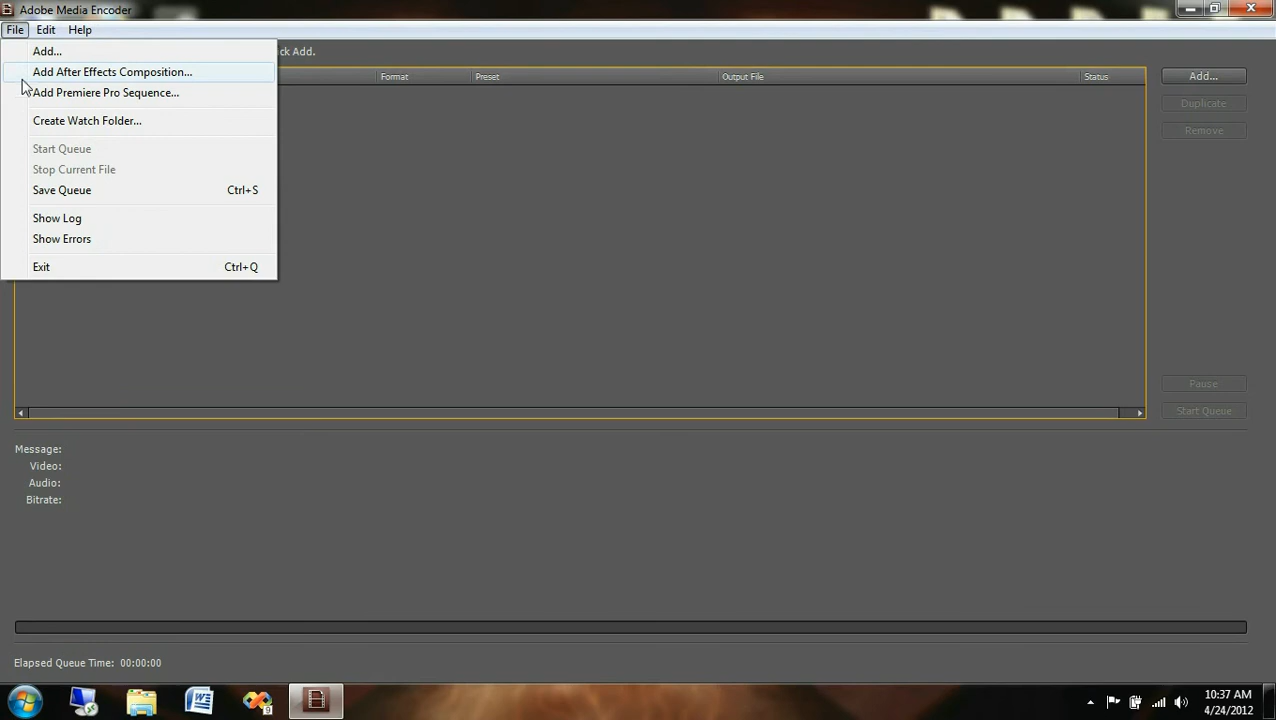 Adobe Media Encoder
File Edit Help
Add...
ck Add.
Add After Effects Composition...
Format Preset Output File Status Add...
Add Premiere Pro Sequence...
Duplicate
Create Watch Folder...
Remove
Start Queue
Stop Current File
Save Queue Ctrl+S
Show Log
Show Errors
Exit Ctrl+Q
Pause
Start Queue
Message:
Video:
Audio:
Bitrate:
Elapsed Queue Time: 00:00:00
10:37 AM
4/24/2012